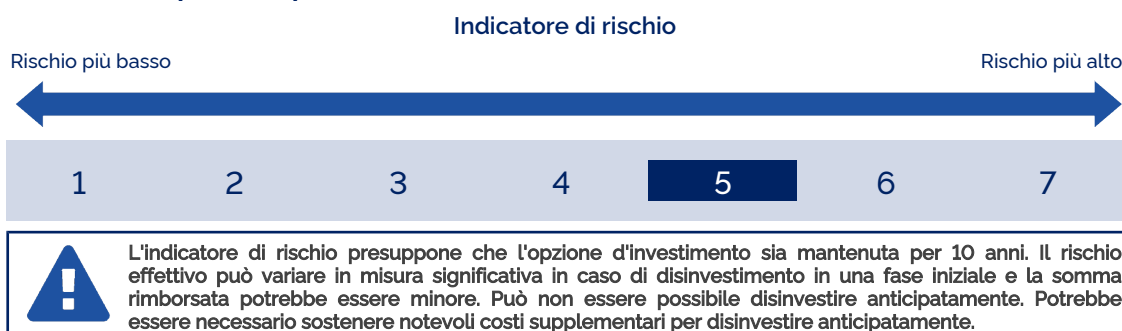 Indicatore di rischio
Rischio più basso
Rischio più alto
1 2 3 4 5 6 7
L'indicatore di rischio presuppone che l'opzione d'investimento sia mantenuta per 10 anni. Il rischio
effettivo può variare in misura significativa in caso di disinvestimento in una fase iniziale e la somma
rimborsata potrebbe essere minore. Può non essere possibile disinvestire anticipatamente. Potrebbe
essere necessario sostenere notevoli costi supplementari per disinvestire anticipatamente.